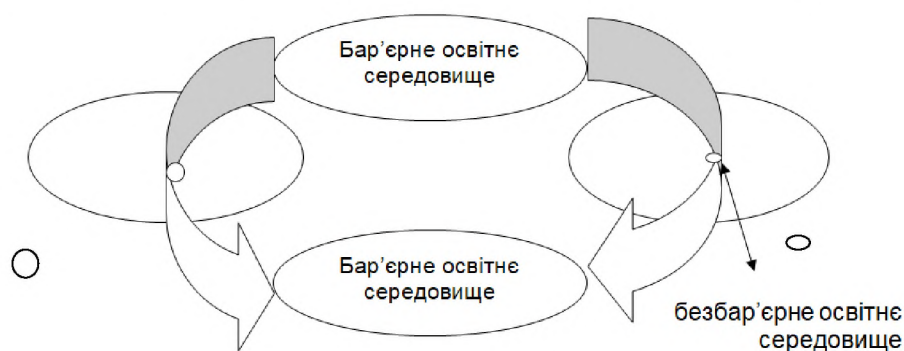 Бар’єрне освітнє
середовище
Бар’єрне освітнє
середовище
безбар’єрне освітнє
середовище